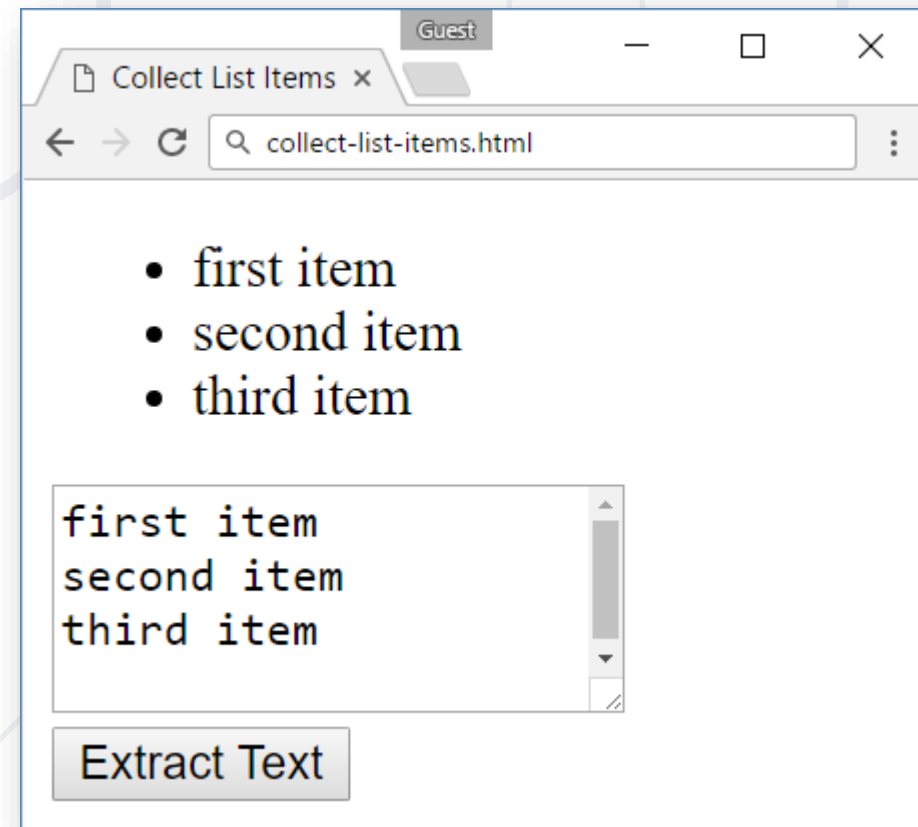 Guest
Collect List Items
collect-list-items.html
first item
second item
third item
first item
second item
third item
Extract Text